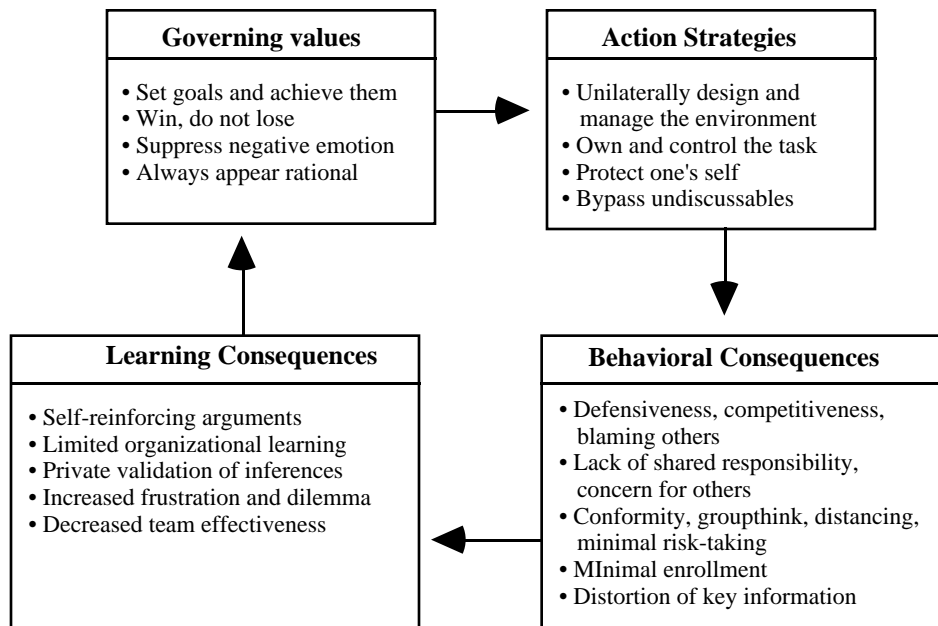 Governing values
• Set goals and achieve them
• Win, do not lose
• Suppress negative emotion
• Always appear rational
Action Strategies
• Unilaterally design and
manage the environment
• Own and control the task
• Protect one's self
• Bypass undiscussables
Learning Consequences
• Self-reinforcing arguments
• Limited organizational learning
• Private validation of inferences
• Increased frustration and dilemma
• Decreased team effectiveness
Behavioral Consequences
• Defensiveness, competitiveness,
blaming others
• Lack of shared responsibility,
concern for others
• Conformity, groupthink, distancing,
minimal risk-taking
• MInimal enrollment
• Distortion of key information